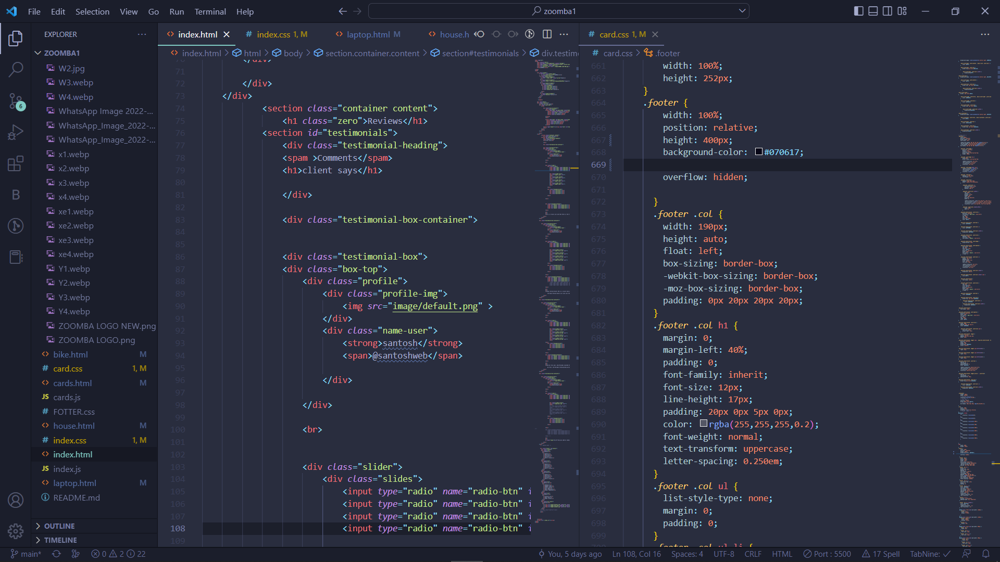 File Edit Selection View Go Run Terminal Help
zoomba1
EXPLORER
ZOOMBA1
W2.jpg
W3.webp
W4.webp
WhatsApp Image 2022-...
WhatsApp_Image_2022-...
WhatsApp_Image_2022-...
x1.webp
x2.webp
x3.webp
x4.webp
xe1.webp
xe2.webp
xe3.webp
xe4.webp
Y1.webp
Y2.webp
Y3.webp
Y4.webp
ZOOMBA LOGO NEW.png
ZOOMBA LOGO.png
<> bike.html M
# card.css 1, M
<> cards.html M
JS cards.js
# FOTTER.css
<> house.html M
# index.css 1, M
<> index.html
JS index.js
<> laptop.html M
README.md
OUTLINE
TIMELINE
6
B
<> index.html
# index.css 1, M
<> laptop.html M
<> house.h
<> index.html > html > body > section.container.content > section#testimonials > div.testim
71
72 </div>
73 </div>
74 <section class="container content">
75 <h1 class="zero">Reviews</h1>
76 <section id="testimonials">
77 <div class="testimonial-heading">
78 <spam >Comments</spam>
79 <h1>client says</h1>
80
81 </div>
82
83 <div class="testimonial-box-container">
84
85
86 <div class="testimonial-box">
87 <div class="box-top">
88 <div class="profile">
89 <div class="profile-img">
90 <img src="image/default.png" >
91 </div>
92 <div class="name-user">
93 <strong>santosh</strong>
94 <span>@santoshweb</span>
95
96 </div>
97
98 </div>
99
100 <br>
101
102
103 <div class="slider">
104 <div class="slides">
105 <input type="radio" name="radio-btn" i
106 <input type="radio" name="radio-btn" i
107 <input type="radio" name="radio-btn" i
108 <input type="radio" name="radio-btn" i
109
# card.css 1, M
# card.css > .footer
661 width: 100%;
662 height: 252px;
663 }
664 .footer {
665 width: 100%;
666 position: relative;
667 height: 400px;
668 background-color: #070617;
669
670 overflow: hidden;
671
672 }
673 .footer .col {
674 width: 190px;
675 height: auto;
676 float: left;
677 box-sizing: border-box;
678 -webkit-box-sizing: border-box;
679 -moz-box-sizing: border-box;
680 padding: 0px 20px 20px 20px;
681 }
682 .footer .col h1 {
683 margin: 0;
684 margin-left: 40%;
685 padding: 0;
686 font-family: inherit;
687 font-size: 12px;
688 line-height: 17px;
689 padding: 20px 0px 5px 0px;
690 color: rgba(255,255,255,0.2);
691 font-weight: normal;
692 text-transform: uppercase;
693 letter-spacing: 0.250em;
694 }
695 .footer .col ul {
696 list-style-type: none;
697 margin: 0;
698 padding: 0;
699 }
main* 0 2 22 You, 5 days ago Ln 108, Col 16 Spaces: 4 UTF-8 CRLF HTML Port : 5500 17 Spell TabNine: